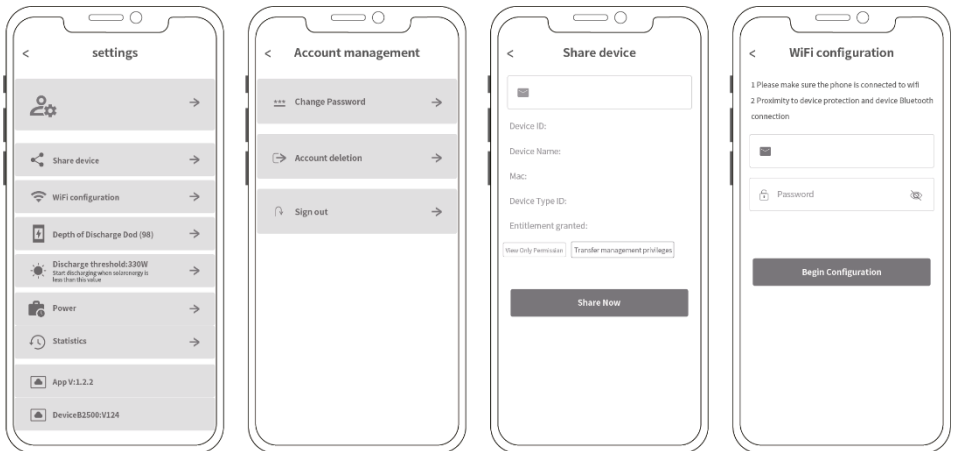 settings
Share device
WiFi configuration
Depth of Discharge Dod (98)
Discharge threshold:330W
Start discharging when solarenergy is
less than this value
Power
Statistics
App V:1.2.2
DeviceB2500:V124
Account management
Change Password
Account deletion
Sign out
Share device
Device ID:
Device Name:
Mac:
Device Type ID:
Entitlement granted:
View Only Permission
Transfer management privileges
Share Now
WiFi configuration
1 Please make sure the phone is connected to wifi
2 Proximity to device protection and device Bluetooth
connection
Password
Begin Configuration